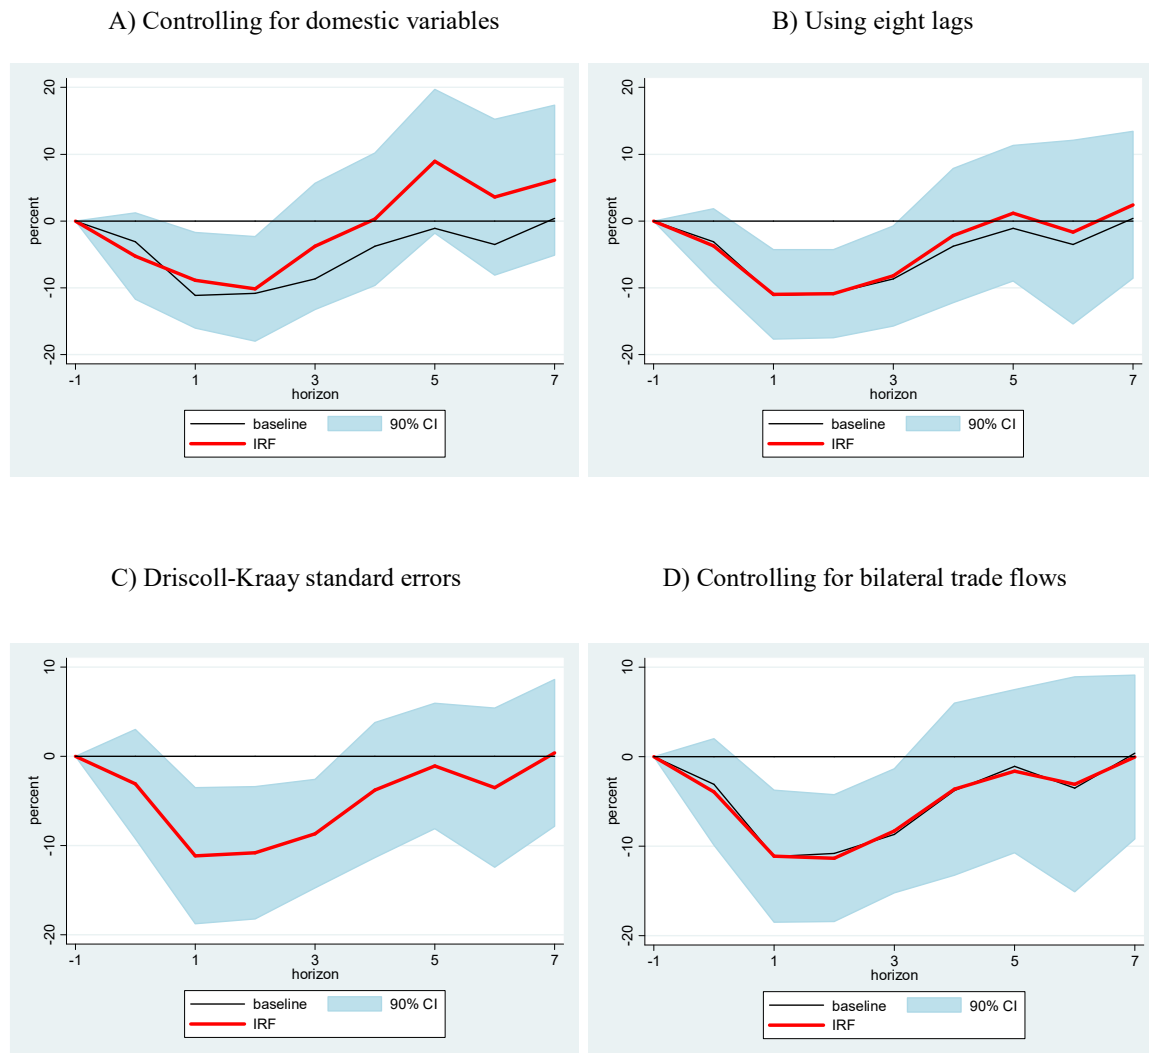 A) Controlling for domestic variables
B) Using eight lags
20
10
0
-10
-20
percent
-1
1
3
5
7
horizon
baseline
90% CI
IRF
20
10
0
-10
-20
percent
-1
1
3
5
7
horizon
baseline
90% CI
IRF
C) Driscoll-Kraay standard errors
D) Controlling for bilateral trade flows
10
0
-10
-20
percent
-1
1
3
5
7
horizon
baseline
90% CI
IRF
10
0
-10
-20
percent
-1
1
3
5
7
horizon
baseline
90% CI
IRF